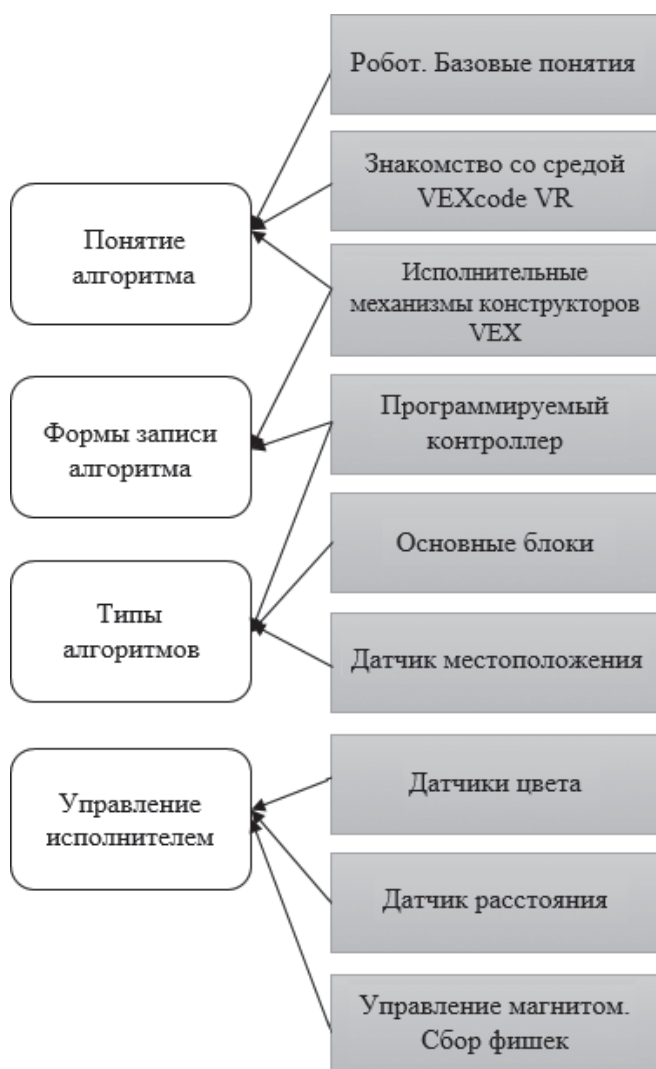 Робот. Базовые понятия
Знакомство со средой
VEXcode VR
Понятие
алгоритма
Исполнительные
механизмы конструкторов
VEX
Формы записи
алгоритма
Программируемый
контроллер
Основные блоки
Типы
алгоритмов
Датчик местоположения
Управление
исполнителем
Датчики цвета
Датчик расстояния
Управление магнитом.
Сбор фишек